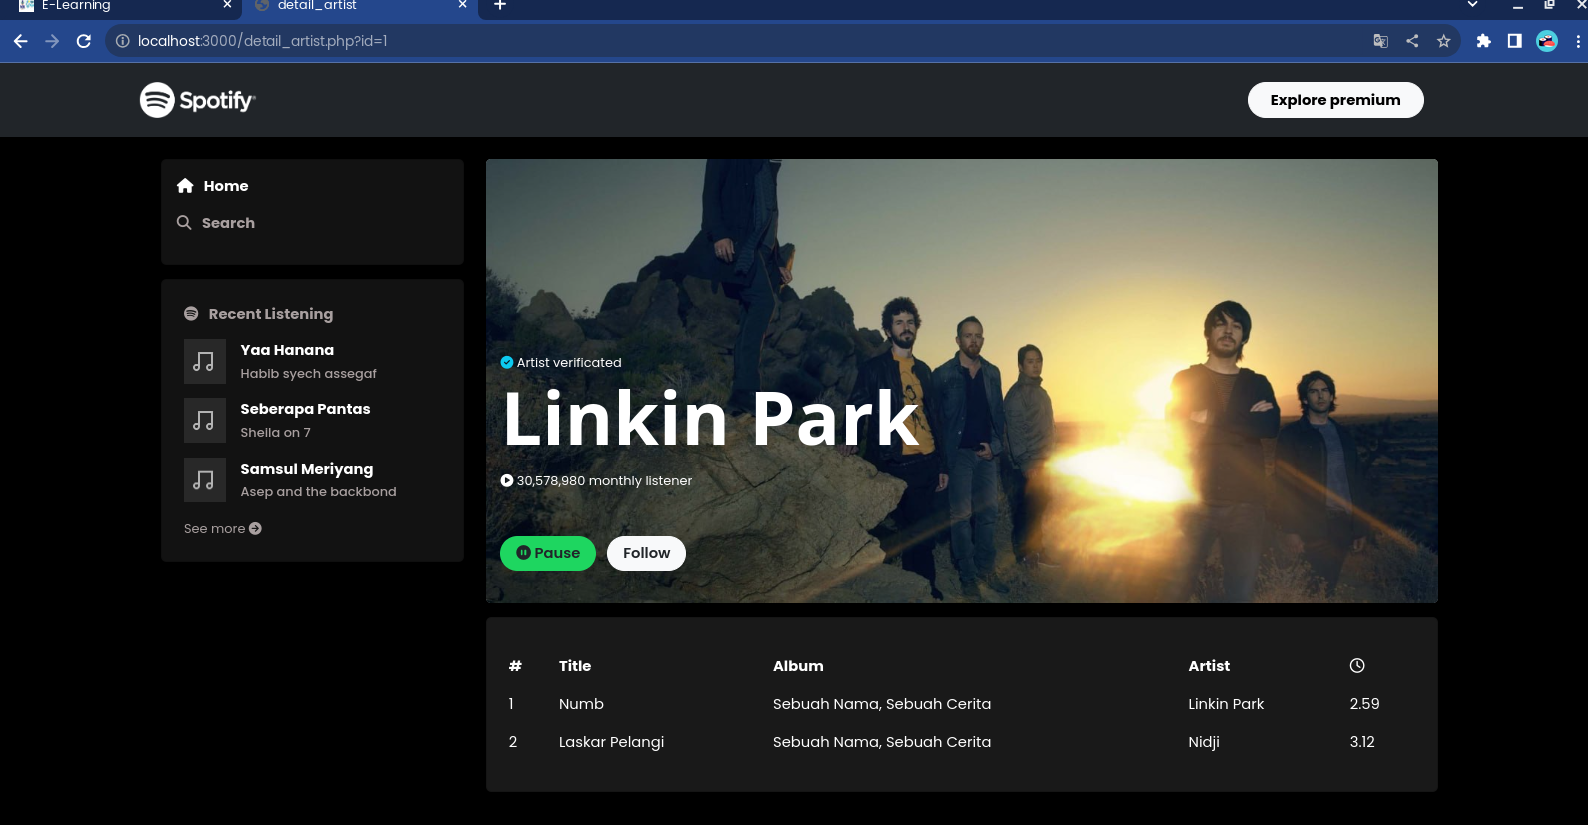 E-Learning
detail_artist
localhost:3000/detail_artist.php?id=1
Spotify
Explore premium
Home
Search
Recent Listening
Yaa Hanana
Habib syech assegaf
Seberapa Pantas
Sheila on 7
Samsul Meriyang
Asep and the backbond
See more
Artist verificated
Linkin Park
30,578,980 monthly listener
Pause
Follow
# Title Album Artist
1 Numb Sebuah Nama, Sebuah Cerita Linkin Park 2.59
2 Laskar Pelangi Sebuah Nama, Sebuah Cerita Nidji 3.12